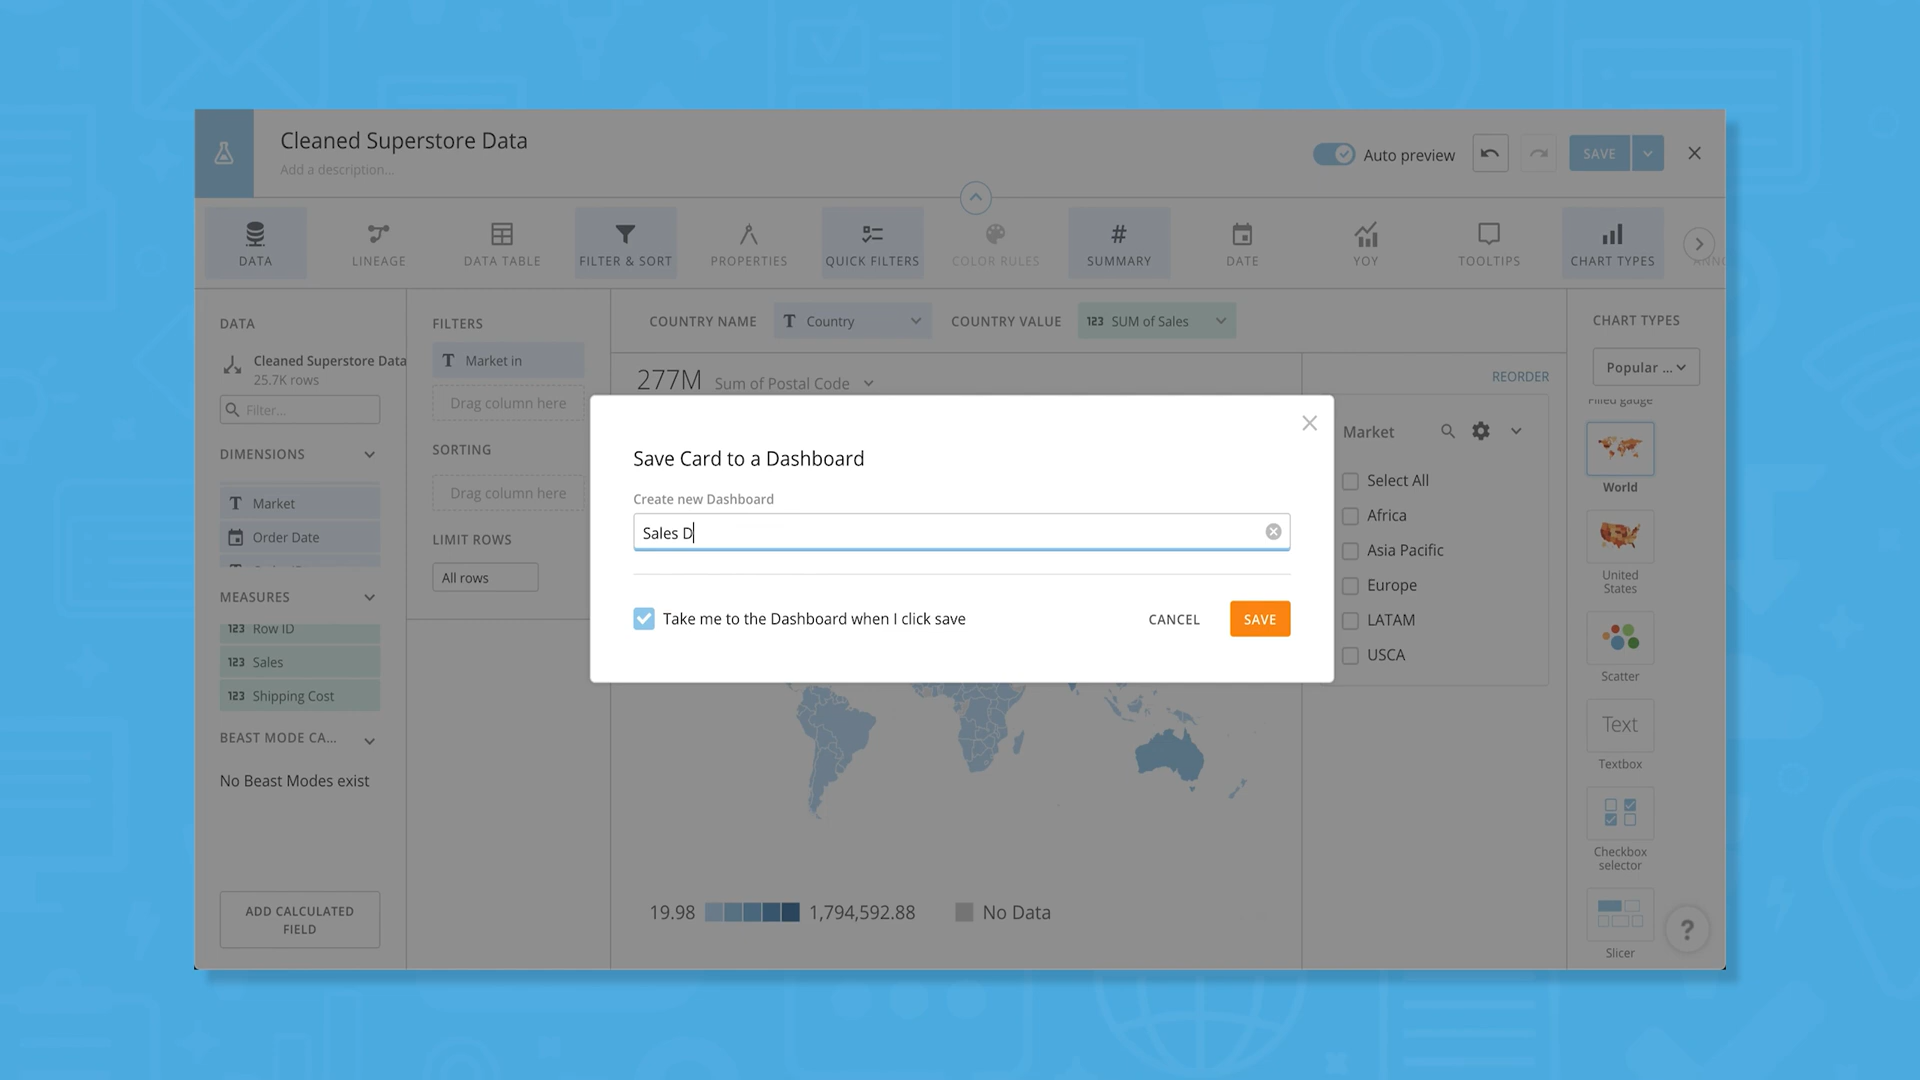 Cleaned Superstore Data
Add a description...
Auto preview
SAVE
DATA
LINEAGE
DATA TABLE
FILTER & SORT
PROPERTIES
QUICK FILTERS
COLOR RULES
SUMMARY
DATE
YOY
TOOLTIPS
CHART TYPES
DATA
Cleaned Superstore Data
25.7K rows
Filter...
DIMENSIONS
Market
Order Date
MEASURES
123 Row ID
123 Sales
123 Shipping Cost
BEAST MODE CA...
No Beast Modes exist
ADD CALCULATED
FIELD
FILTERS
Market in
Drag column here
SORTING
Drag column here
LIMIT ROWS
All rows
COUNTRY NAME
T Country
COUNTRY VALUE
123 SUM of Sales
277M Sum of Postal Code
REORDER
Save Card to a Dashboard
Create new Dashboard
Sales D
Take me to the Dashboard when I click save
CANCEL
SAVE
19.98
1,794,592.88
No Data
Market
Select All
Africa
Asia Pacific
Europe
LATAM
USCA
CHART TYPES
Popular ...
Filled gauge
World
United
States
Scatter
Text
Textbox
Checkbox
selector
Slicer
?